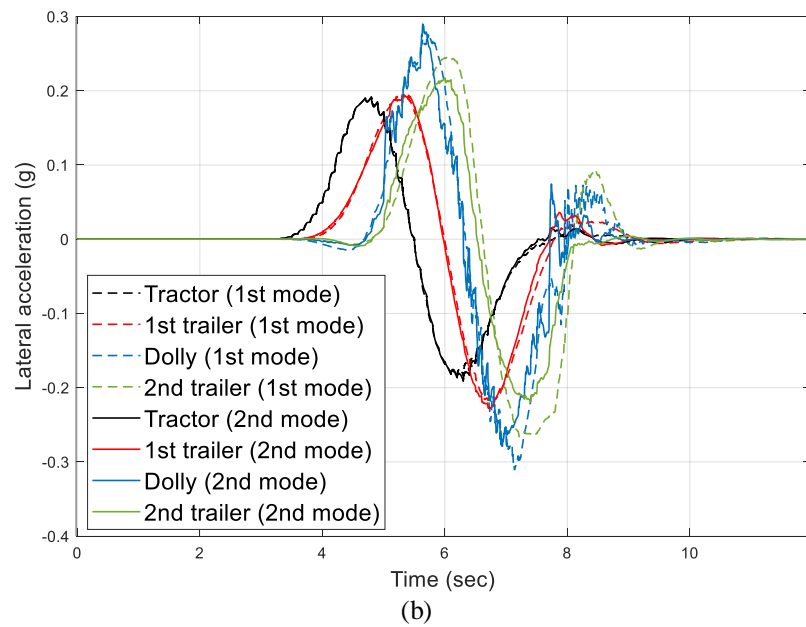 0.3
0.2
0.1
0
-0.1
-0.2
-0.3
-0.4
Lateral acceleration (g)
Tractor (1st mode)
1st trailer (1st mode)
Dolly (1st mode)
2nd trailer (1st mode)
Tractor (2nd mode)
1st trailer (2nd mode)
Dolly (2nd mode)
2nd trailer (2nd mode)
0 2 4 6 8 10
Time (sec)
(b)